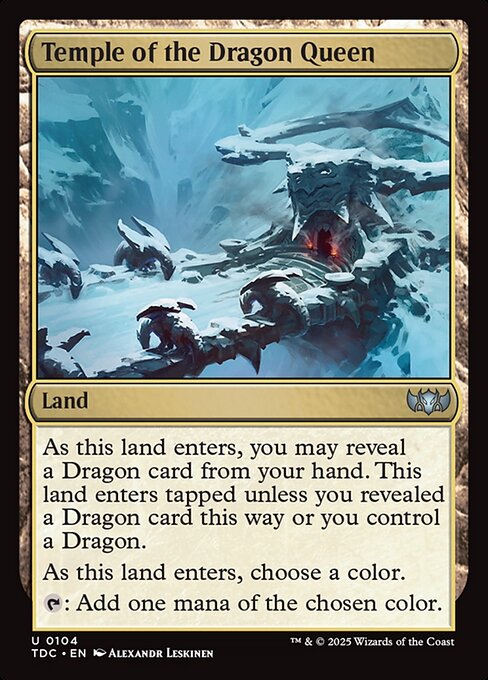 Temple of the Dragon Queen
Land
As this land enters, you may reveal
a Dragon card from your hand. This
land enters tapped unless you revealed
a Dragon card this way or you control
a Dragon.
As this land enters, choose a color.
: Add one mana of the chosen color.
U 0104
TDC • EN Alexandr Leskinen
™ & © 2025 Wizards of the Coast